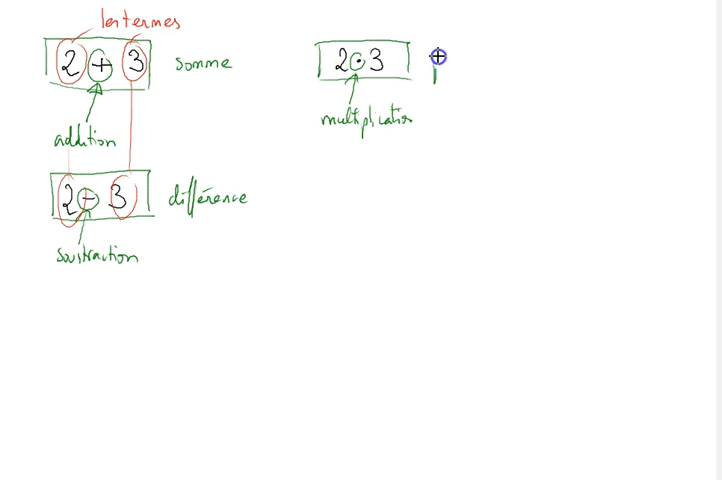 les termes
2 + 3 somme
addition
2 - 3 différence
soustraction
2 · 3
multiplication